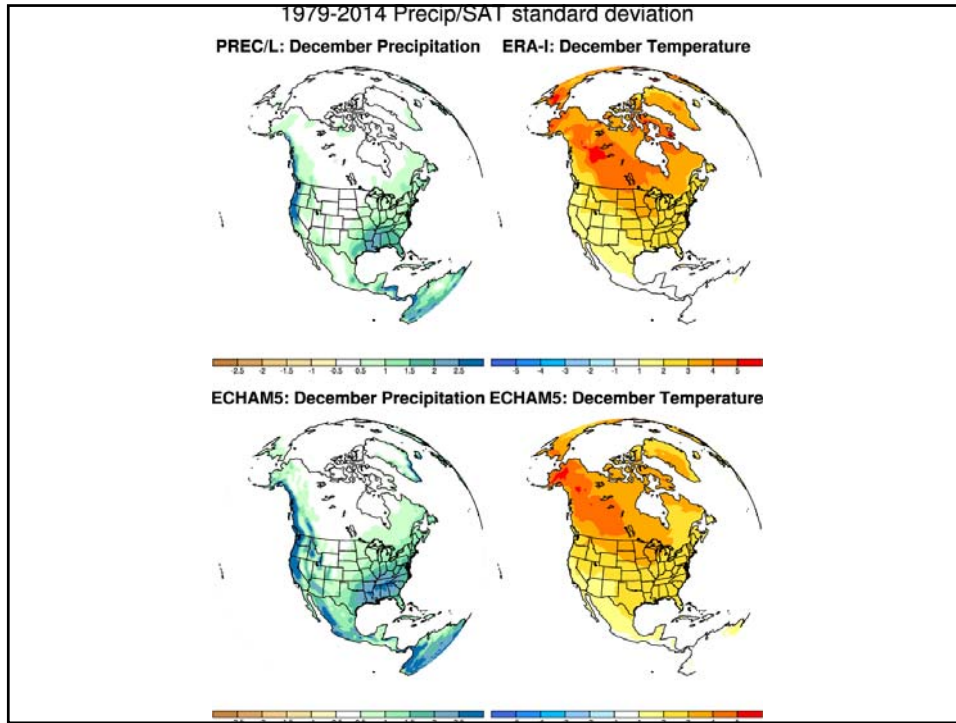 1979-2014 Precip/SAT standard deviation
PREC/L: December Precipitation ERA-I: December Temperature
-2.5 -2 -1.5 -1 -0.5 0.5 1 1.5 2 2.5
-5 -4 -3 -2 -1 1 2 3 4 5
ECHAM5: December Precipitation ECHAM5: December Temperature